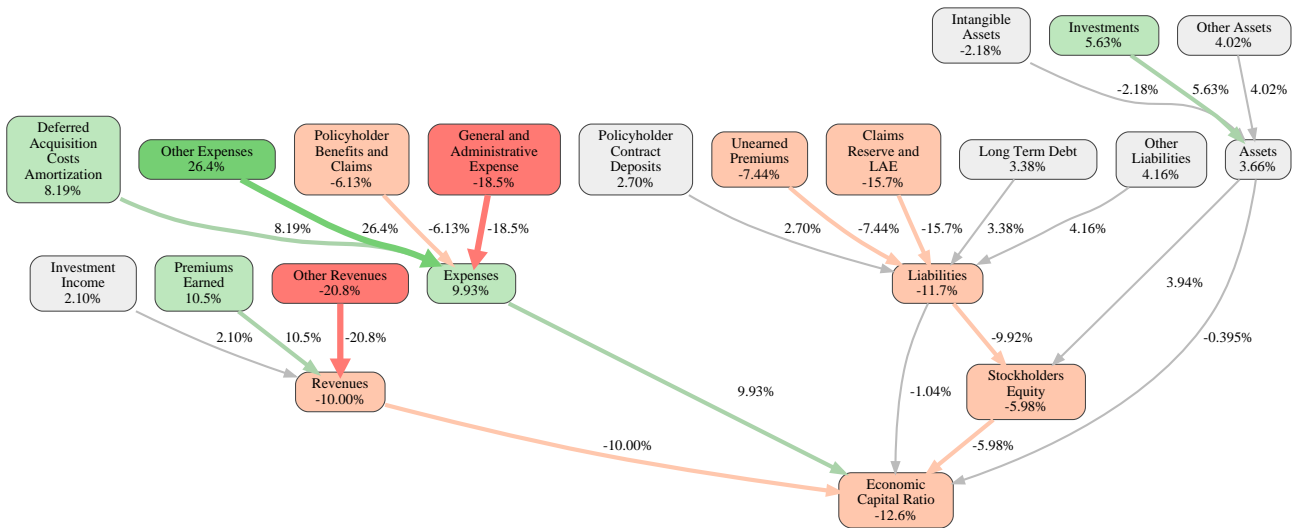 Intangible
Assets
-2.18%
Investments
5.63%
Other Assets
4.02%
-2.18%
5.63%
4.02%
Deferred
Acquisition
Costs
Amortization
8.19%
Other Expenses
26.4%
Policyholder
Benefits and
Claims
-6.13%
General and
Administrative
Expense
-18.5%
Policyholder
Contract
Deposits
2.70%
Unearned
Premiums
-7.44%
Claims
Reserve and
LAE
-15.7%
Long Term Debt
3.38%
Other
Liabilities
4.16%
Assets
3.66%
8.19%
26.4%
-6.13%
-18.5%
2.70%
-7.44%
-15.7%
3.38%
4.16%
Investment
Income
2.10%
Premiums
Earned
10.5%
Other Revenues
-20.8%
Expenses
9.93%
Liabilities
-11.7%
3.94%
2.10%
10.5%
-20.8%
-9.92%
-0.395%
Revenues
-10.00%
9.93%
-1.04%
Stockholders
Equity
-5.98%
-10.00%
-5.98%
Economic
Capital Ratio
-12.6%